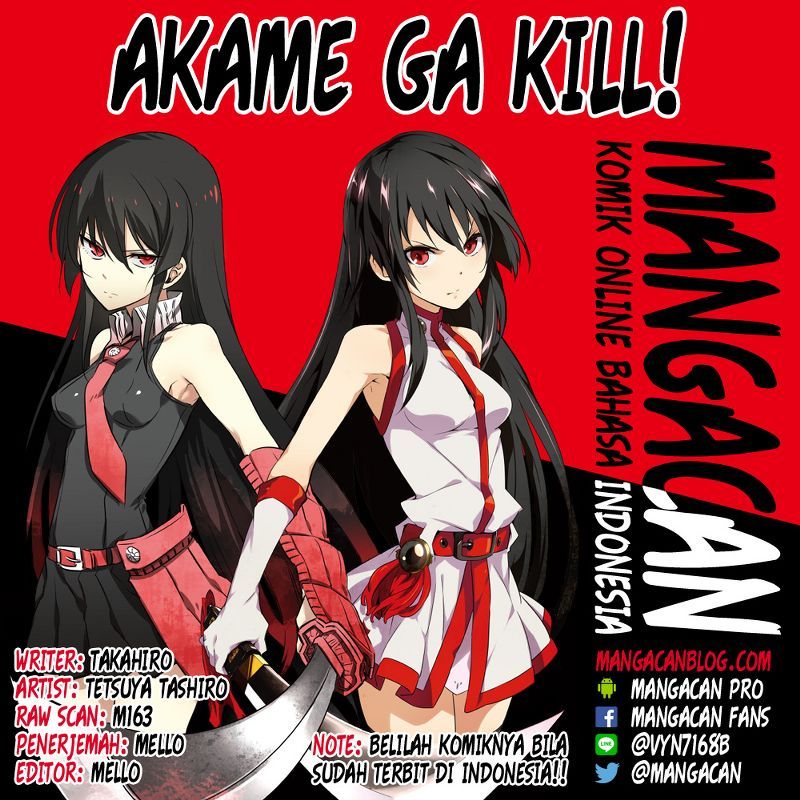 AKAME GA KILL!
MANGACAN
KOMIK ONLINE BAHASA INDONESIA
WRITER: TAKAHIRO
ARTIST: TETSUYA TASHIRO
RAW SCAN: M163
PENERJEMAH: MELLO
EDITOR: MELLO
NOTE: BELILAH KOMIKNYA BILA
SUDAH TERBIT DI INDONESIA!!
MANGACANBLOG.COM
MANGACAN PRO
MANGACAN FANS
LINE
@VYN7168B
@MANGACAN